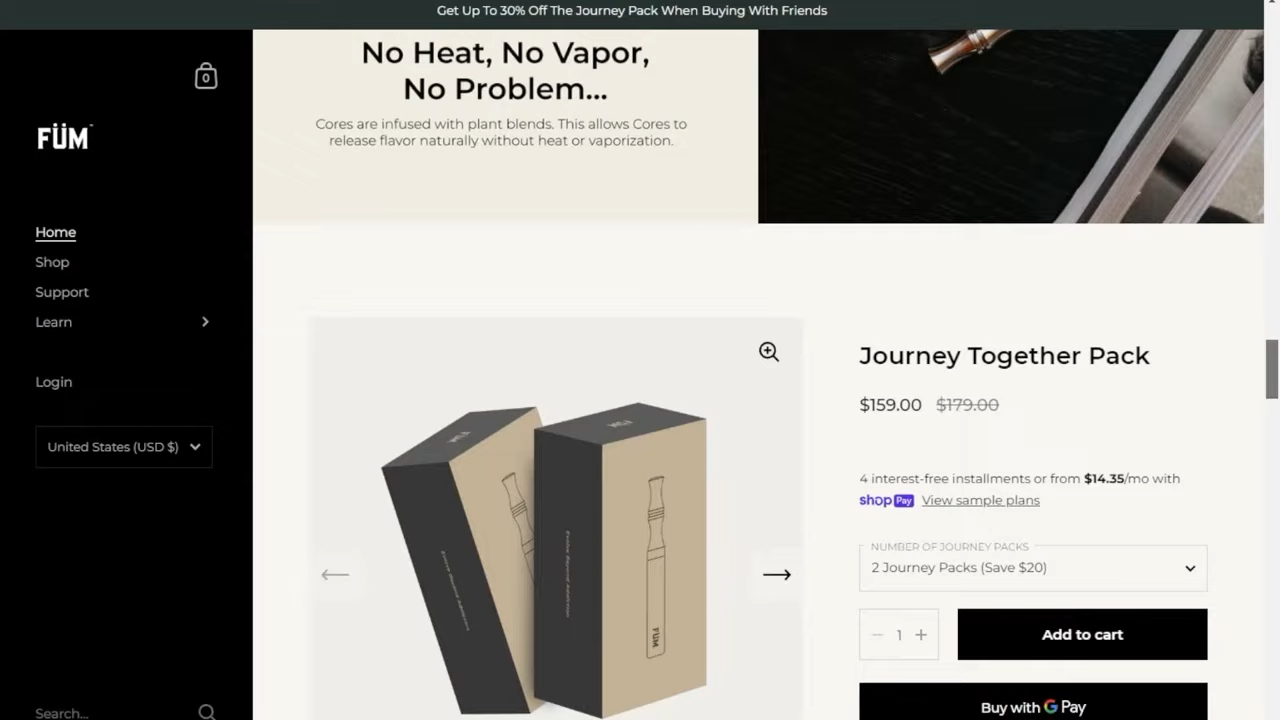 Get Up To 30% Off The Journey Pack When Buying With Friends
0
FÜM
Home
Shop
Support
Learn
Login
United States (USD $)
Search...
No Heat, No Vapor,
No Problem...
Cores are infused with plant blends. This allows Cores to
release flavor naturally without heat or vaporization.
FÜM
FÜM
FÜM
Journey Together Pack
$159.00 $179.00
4 interest-free installments or from $14.35/mo with
shop Pay View sample plans
NUMBER OF JOURNEY PACKS
2 Journey Packs (Save $20)
1
Add to cart
Buy with G Pay